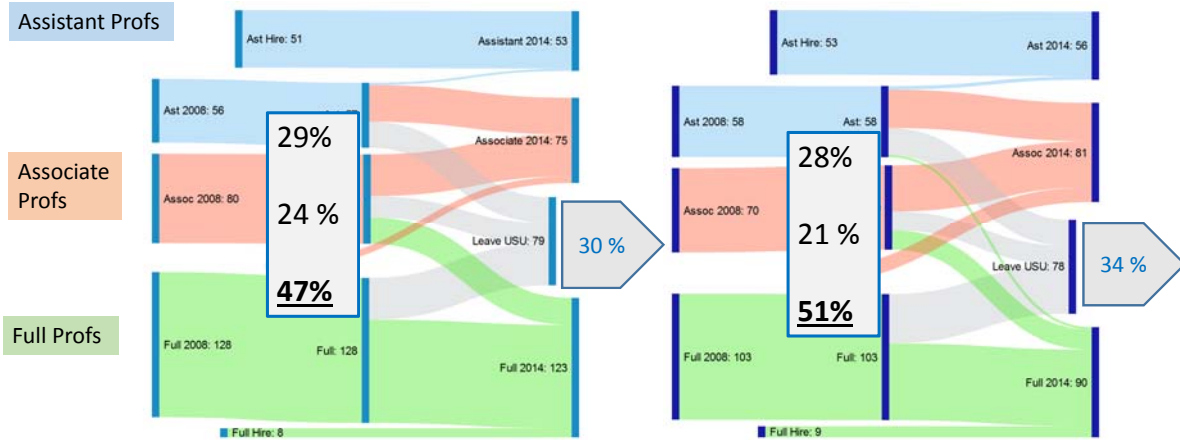 Assistant Profs
Ast Hire: 51
Assistant 2014: 53
Ast 2008: 56
Associate 2014: 75
29%
24 %
47%
Associate
Profs
Assoc 2008: 80
Leave USU: 79
30 %
Full Profs
Full 2008: 128
Full: 128
Full 2014: 123
Full Hire: 8
Ast Hire: 53
Ast 2014: 56
Ast 2008: 58
Ast: 58
Assoc 2014: 81
28%
21 %
51%
Assoc 2008: 70
Leave USU: 78
34 %
Full 2008: 103
Full: 103
Full 2014: 90
Full Hire: 9